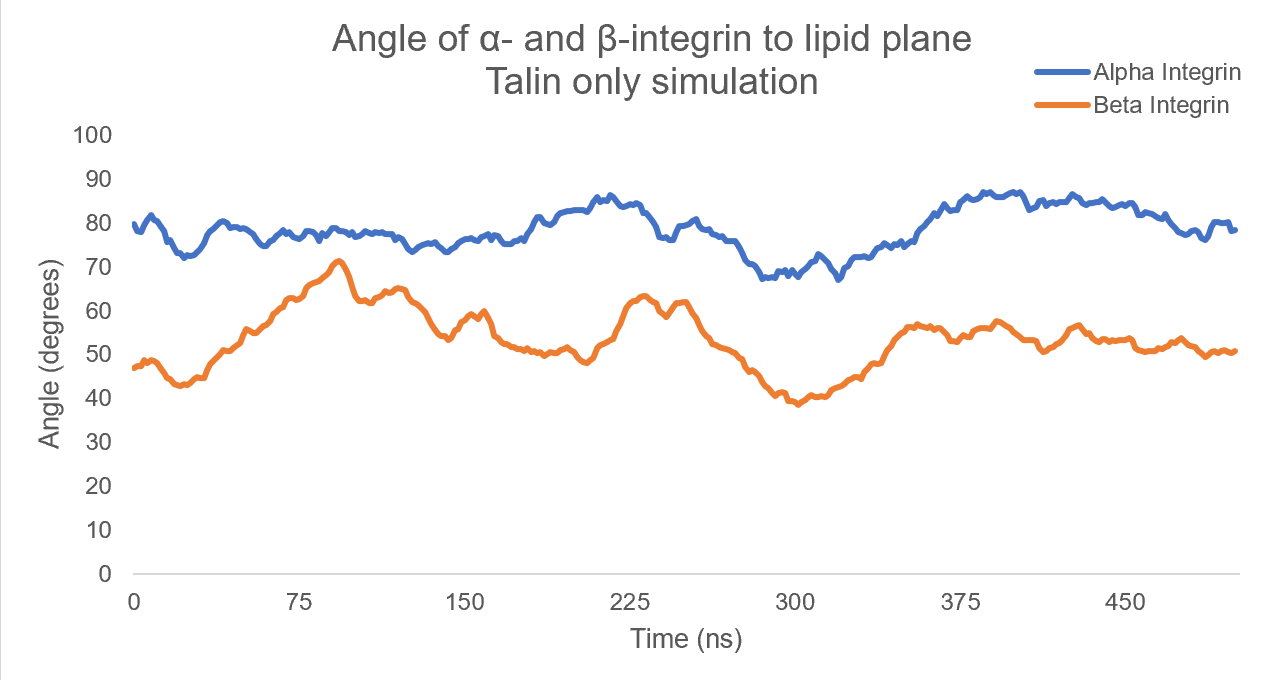 Angle of α- and β-integrin to lipid plane
Talin only simulation
Alpha Integrin
Beta Integrin
100
90
80
70
60
50
40
30
20
10
0
Angle (degrees)
0 75 150 225 300 375 450
Time (ns)